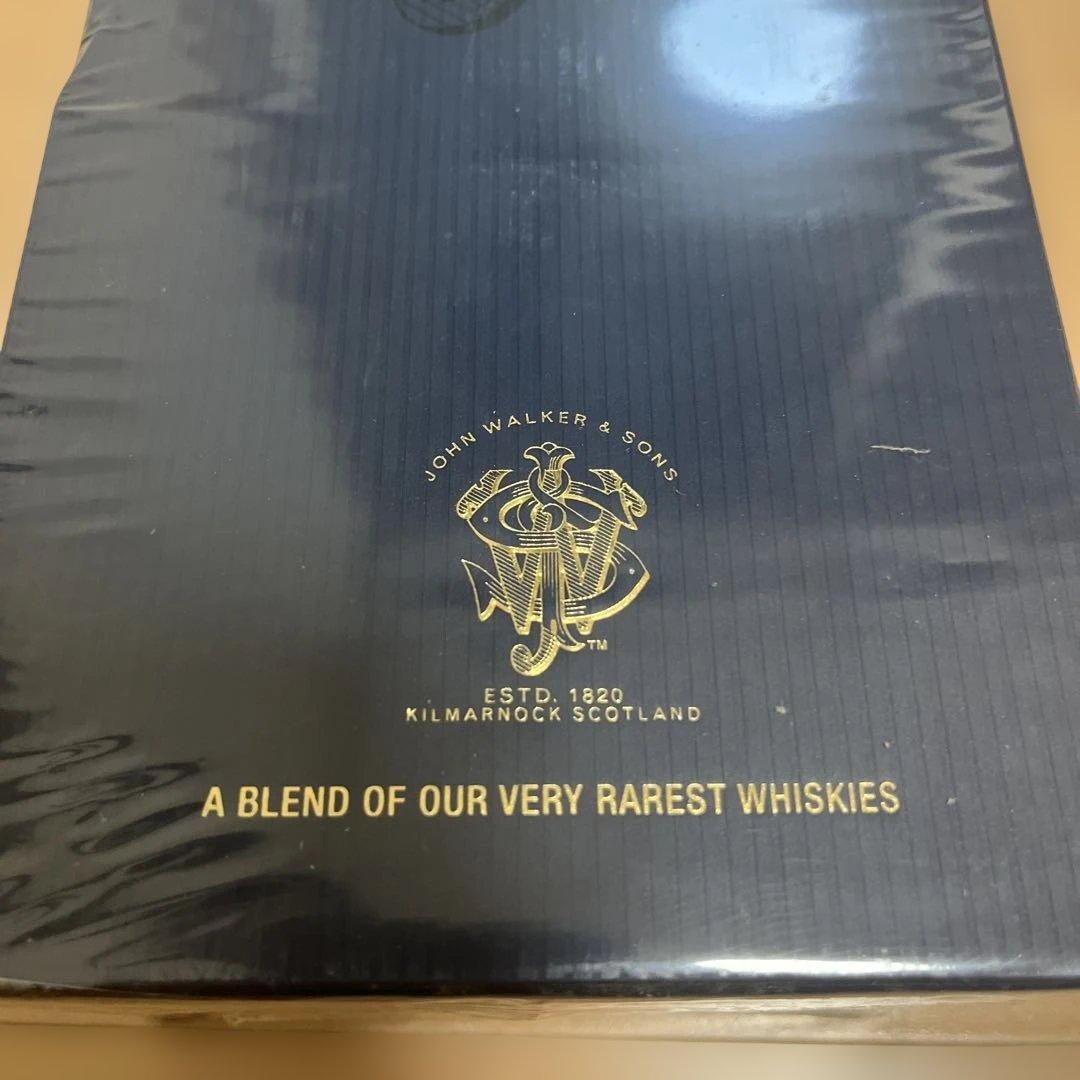 JOHN WALKER & SONS
TM
ESTD. 1820
KILMARNOCK SCOTLAND
A BLEND OF OUR VERY RAREST WHISKIES